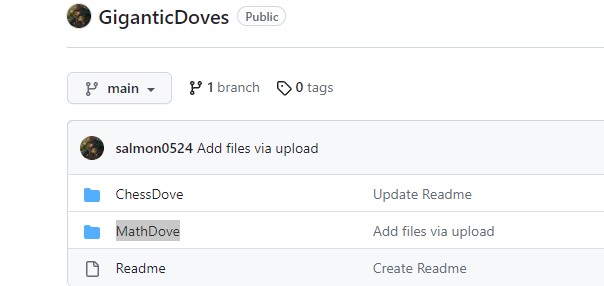 GiganticDoves Public
main 1 branch 0 tags
salmon0524 Add files via upload
ChessDove Update Readme
MathDove Add files via upload
Readme Create Readme